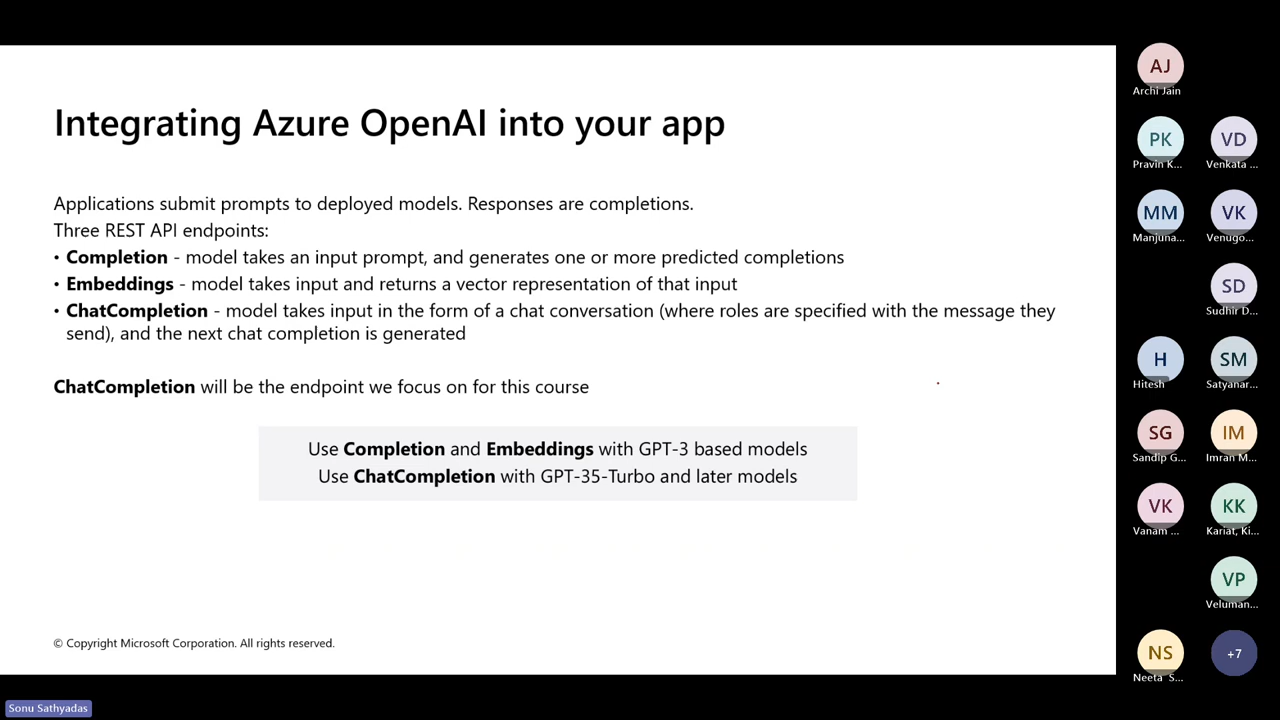 Integrating Azure OpenAI into your app
Applications submit prompts to deployed models. Responses are completions.
Three REST API endpoints:
• Completion - model takes an input prompt, and generates one or more predicted completions
• Embeddings - model takes input and returns a vector representation of that input
• ChatCompletion - model takes input in the form of a chat conversation (where roles are specified with the message they
send), and the next chat completion is generated
ChatCompletion will be the endpoint we focus on for this course
Use Completion and Embeddings with GPT-3 based models
Use ChatCompletion with GPT-35-Turbo and later models
© Copyright Microsoft Corporation. All rights reserved.
Sonu Sathyadas
AJ
Archi Jain
PK
Pravin K...
VD
Venkata ...
MM
Manjuna...
VK
Venugo...
SD
Sudhir D...
H
Hitesh
SM
Satyanar...
SG
Sandip G...
IM
Imran M...
VK
Vanam ...
KK
Kariat, Ki...
VP
Veluman...
NS
Neeta S...
+7